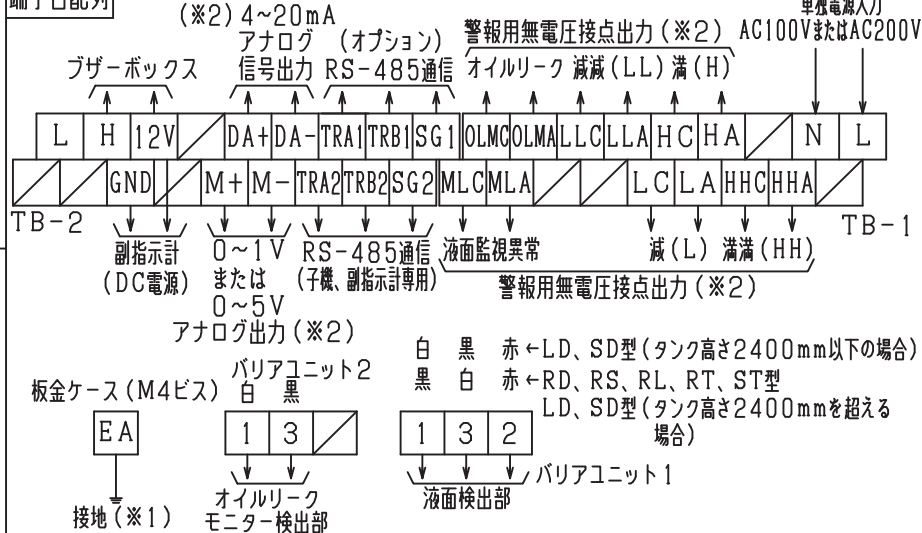 端子台配列
(※2) 4~20mA
アナログ
信号出力
(オプション)
RS-485通信
警報用無電圧接点出力(※2)
オイルリーク 減減(LL) 満(H)
単独電源入力
AC100VまたはAC200V
ブザーボックス
L H 12V DA+ DA- TRA1 TRB1 SG1 OLMC OLMA LLC LLA HC HA N L
GND M+ M- TRA2 TRB2 SG2 MLC MLA LC LA HHC HHA
TB-2
TB-1
副指示計
(DC電源)
0~1V
または
0~5V
アナログ出力(※2)
RS-485通信
(子機、副指示計専用)
液面監視異常
減(L) 満満(HH)
警報用無電圧接点出力(※2)
白 黒 赤←LD、SD型(タンク高さ2400mm以下の場合)
黒 白 赤←RD、RS、RL、RT、ST型
LD、SD型(タンク高さ2400mmを超える
場合)
板金ケース(M4ビス)
EA
接地(※1)
バリアユニット2
白 黒
1 3
オイルリーク
モニター検出部
1 3 2
バリアユニット1
液面検出部